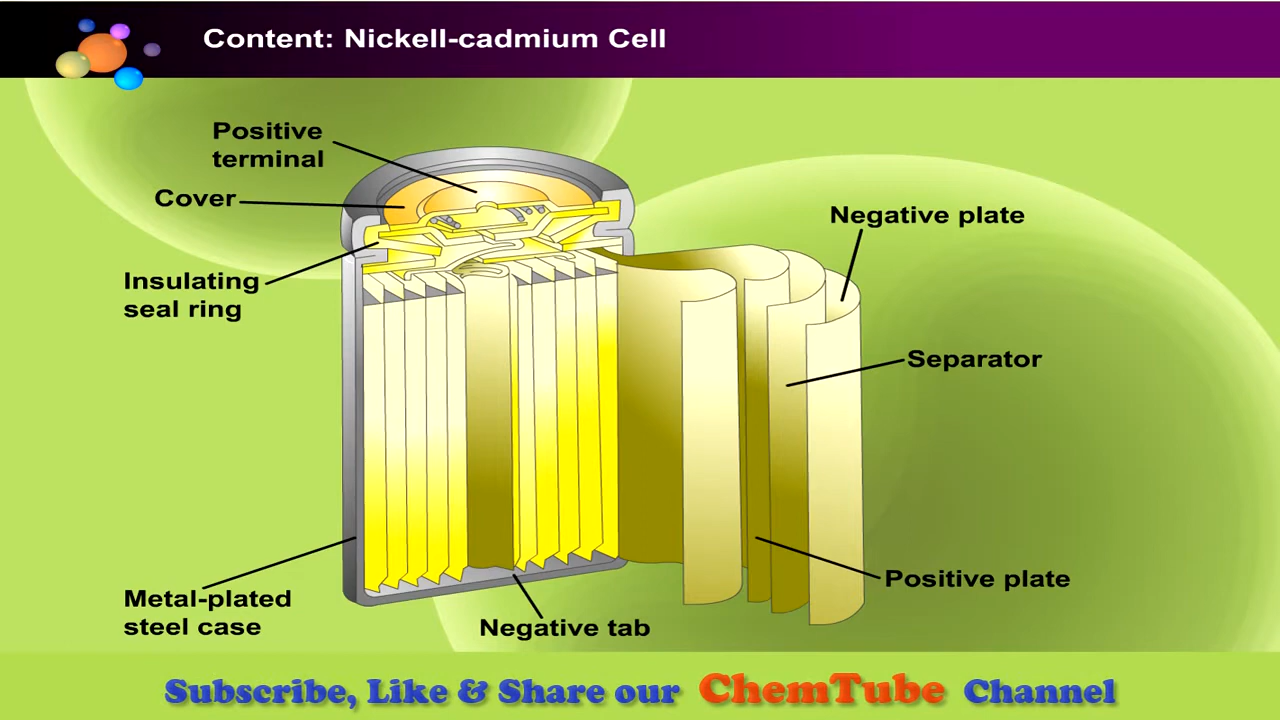 Content: Nickell-cadmium Cell
Positive
terminal
Cover
Negative plate
Insulating
seal ring
Separator
Positive plate
Metal-plated
steel case
Negative tab
Subscribe, Like & Share our ChemTube Channel